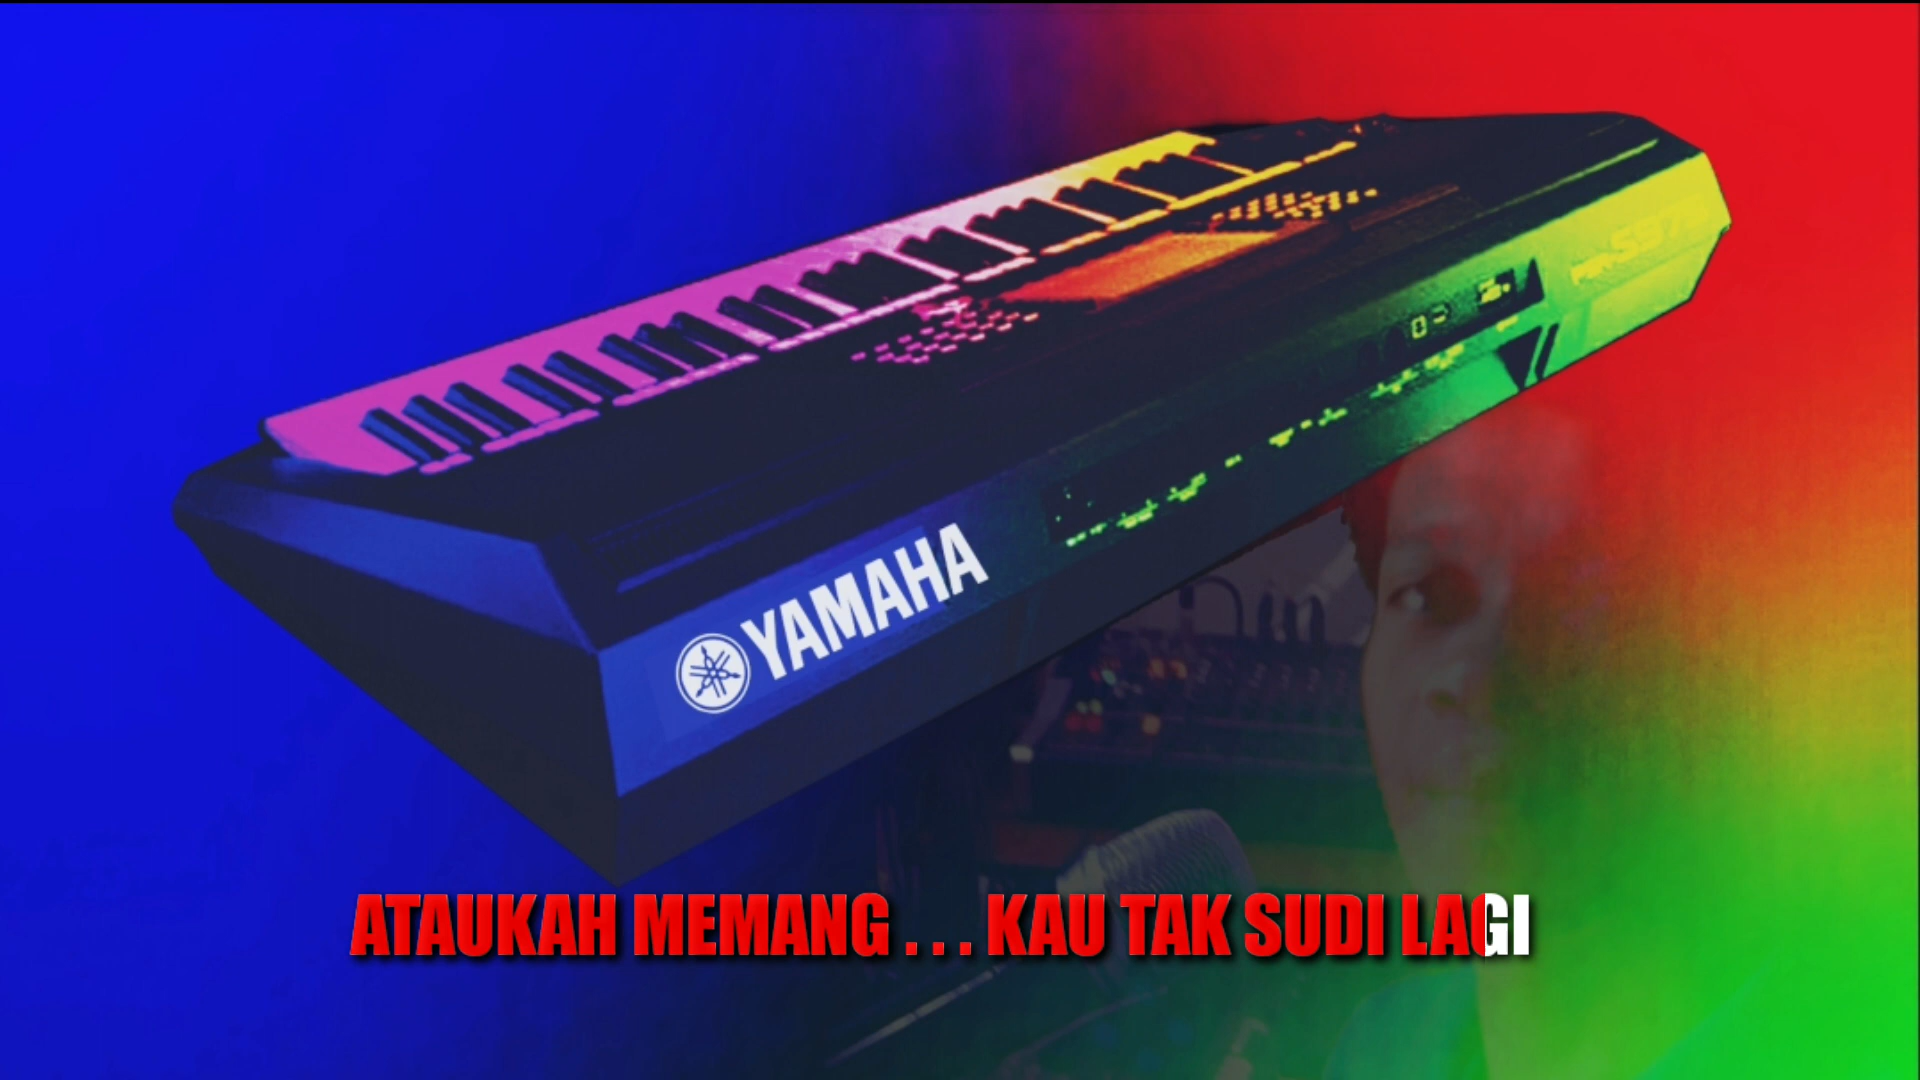 YAMAHA
ATAUKAH MEMANG . . . KAU TAK SUDI LAGI